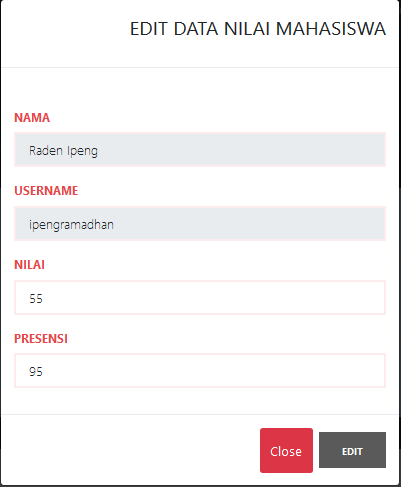 EDIT DATA NILAI MAHASISWA
NAMA
Raden Ipeng
USERNAME
ipengramadhan
NILAI
55
PRESENSI
95
Close EDIT